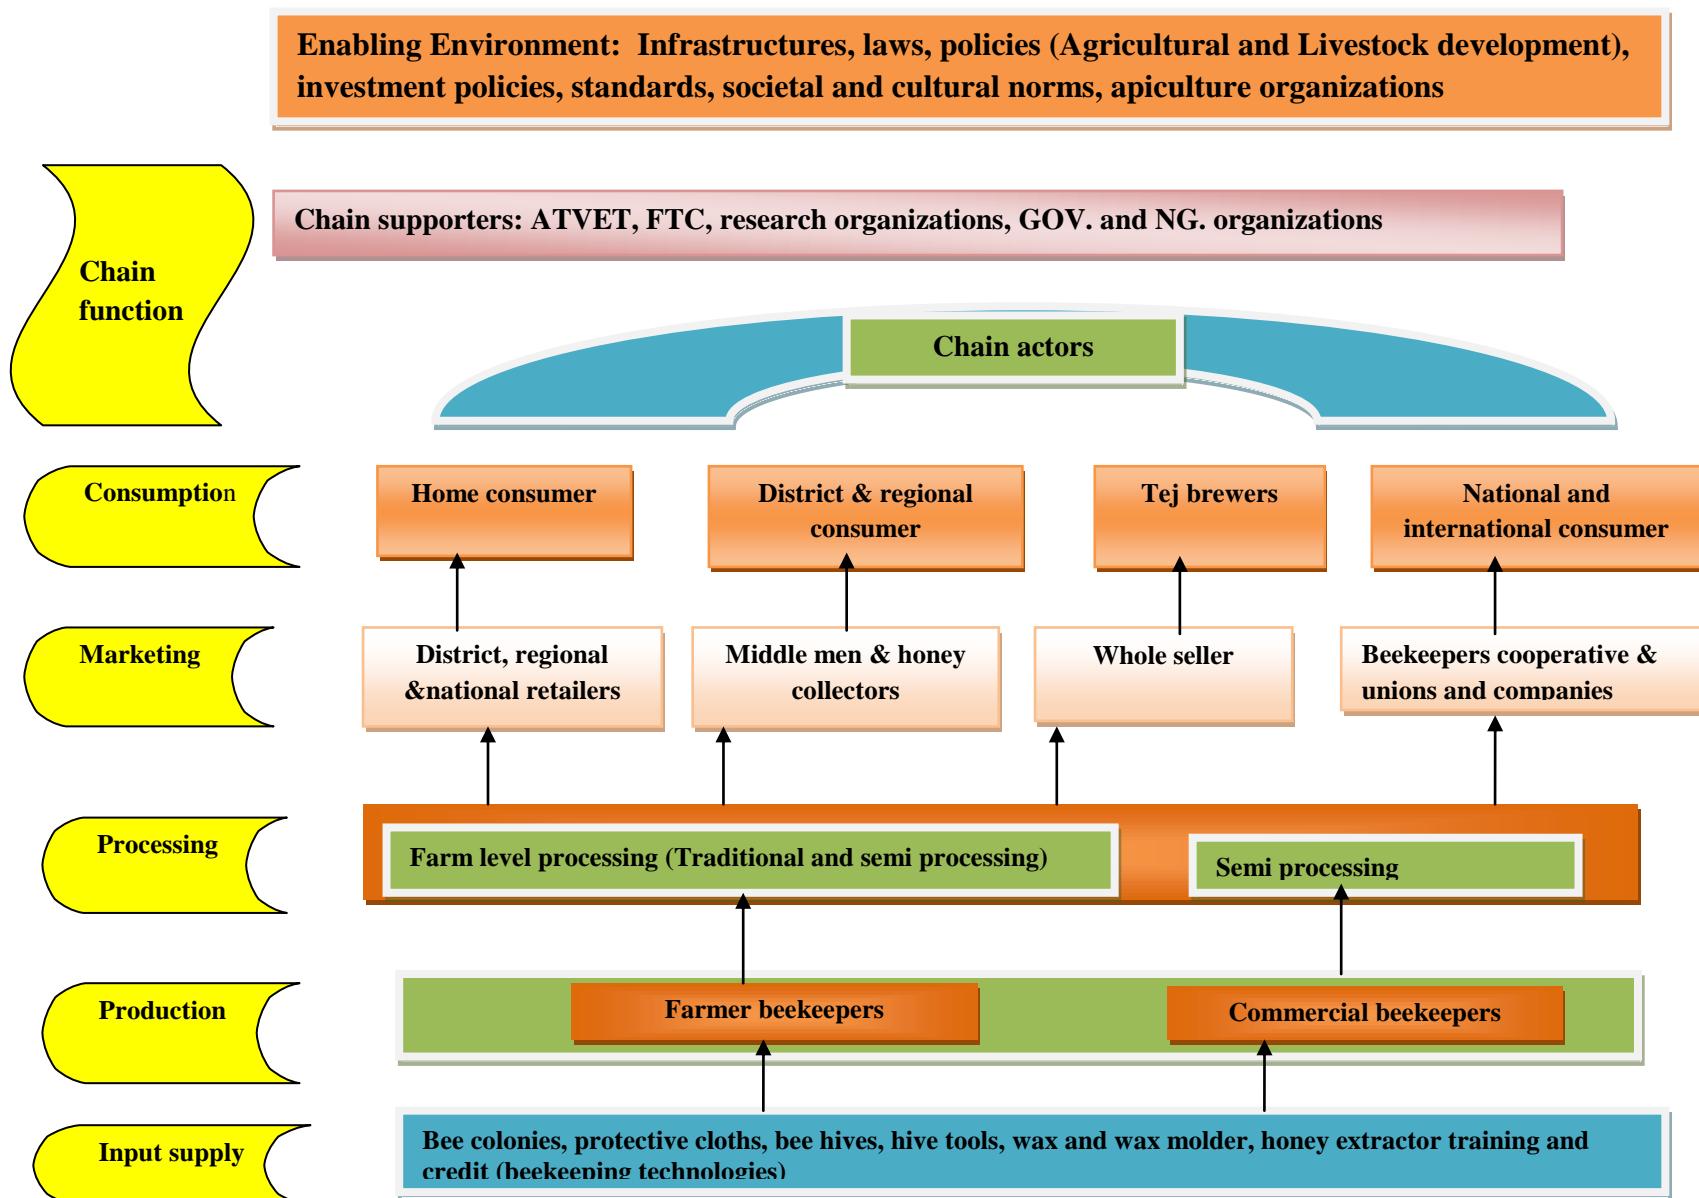 Enabling Environment: Infrastructures, laws, policies (Agricultural and Livestock development),
investment policies, standards, societal and cultural norms, apiculture organizations
Chain supporters: ATVET, FTC, research organizations, GOV. and NG. organizations
Chain
function
Chain actors
Consumption
Home consumer
District & regional
consumer
Tej brewers
National and
international consumer
Marketing
District, regional
&national retailers
Middle men & honey
collectors
Whole seller
Beekeepers cooperative &
unions and companies
Processing
Farm level processing (Traditional and semi processing)
Semi processing
Production
Farmer beekeepers
Commercial beekeepers
Input supply
Bee colonies, protective cloths, bee hives, hive tools, wax and wax molder, honey extractor training and
credit (beekeeping technologies)